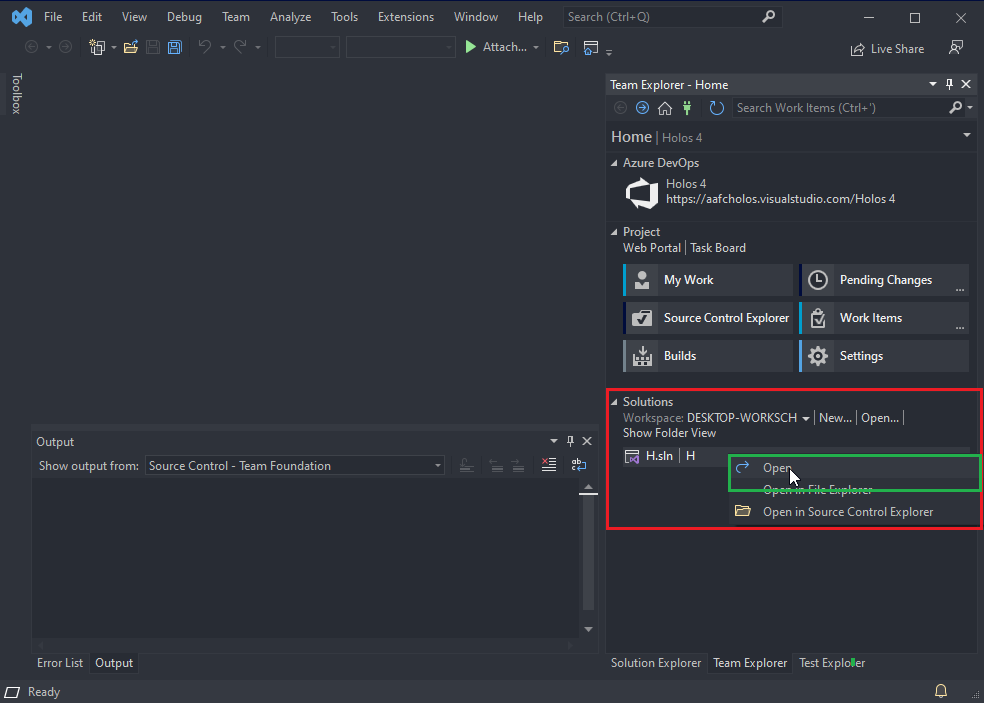 File Edit View Debug Team Analyze Tools Extensions Window Help Search (Ctrl+Q)
Attach... Live Share
Toolbox
Team Explorer - Home
Search Work Items (Ctrl+')
Home | Holos 4
Azure DevOps
Holos 4
https://aafcholos.visualstudio.com/Holos 4
Project
Web Portal | Task Board
My Work Pending Changes ...
Source Control Explorer Work Items ...
Builds Settings
Solutions
Workspace: DESKTOP-WORKSCH | New... | Open... |
Show Folder View
H.sln | H
Open
Open in File Explorer
Open in Source Control Explorer
Output
Show output from: Source Control - Team Foundation
Error List Output
Solution Explorer Team Explorer Test Explorer
Ready